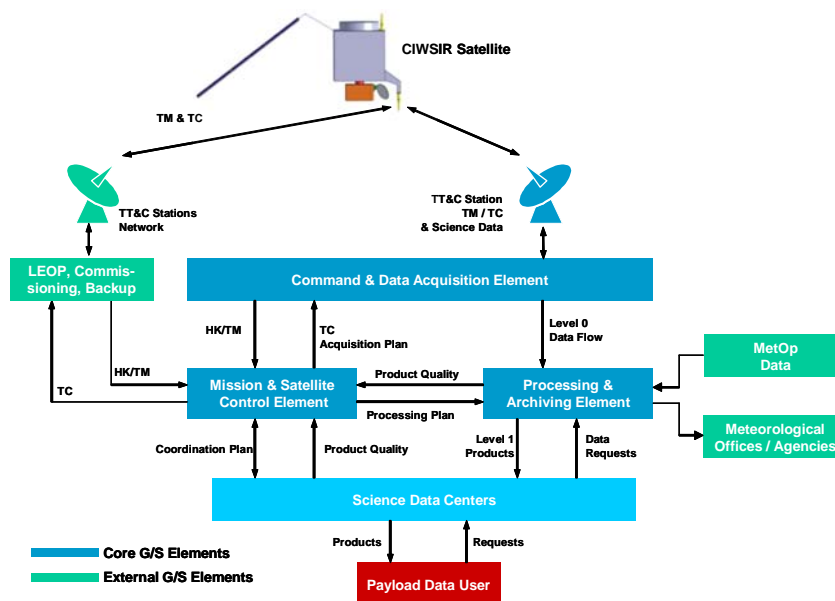 CIWSIR Satellite
TM & TC
TT&C Stations
Network
TT&C Station
TM / TC
& Science Data
LEOP, Commis-
sioning, Backup
Command & Data Acquisition Element
HK/TM
TC
Acquisition Plan
Level 0
Data Flow
MetOp
Data
TC
HK/TM
Mission & Satellite
Control Element
Product Quality
Processing Plan
Processing &
Archiving Element
Meteorological
Offices / Agencies
Coordination Plan
Product Quality
Level 1
Products
Data
Requests
Science Data Centers
Products
Requests
Core G/S Elements
External G/S Elements
Payload Data User